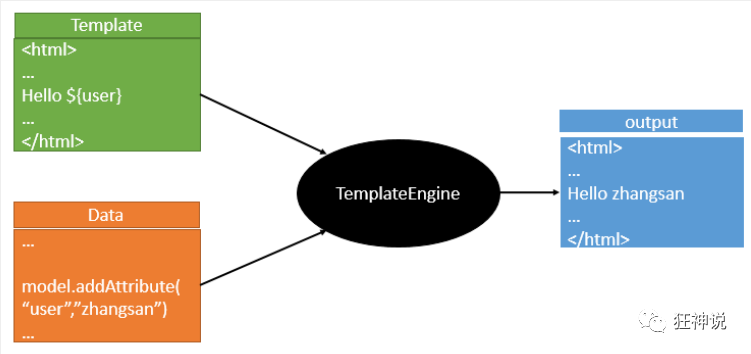 Template
<html>
...
Hello ${user}
...
</html>
Data
...
model.addAttribute(
“user”,”zhangsan”)
...
TemplateEngine
output
<html>
...
Hello zhangsan
...
</html>
狂神说